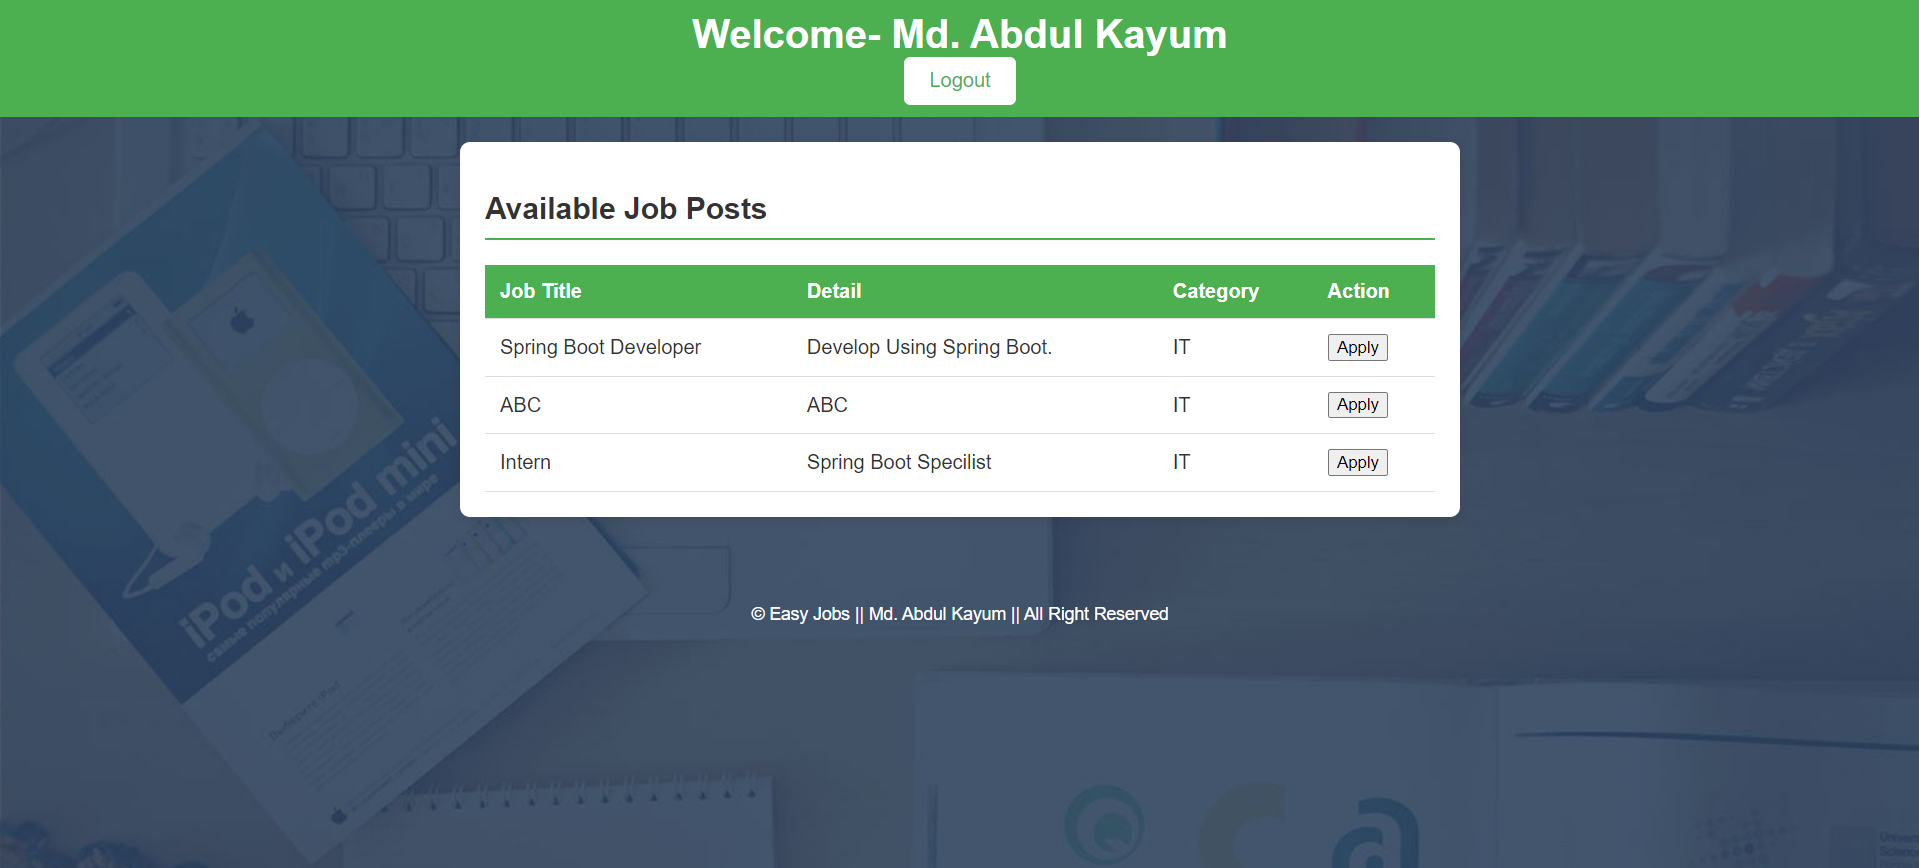 Welcome- Md. Abdul Kayum
Logout
Available Job Posts
Job Title Detail Category Action
Spring Boot Developer Develop Using Spring Boot. IT Apply
ABC ABC IT Apply
Intern Spring Boot Specilist IT Apply
iPod и iPod mini
самые популярные mp3-плееры в мире
Выберите iPod
© Easy Jobs || Md. Abdul Kayum || All Right Reserved